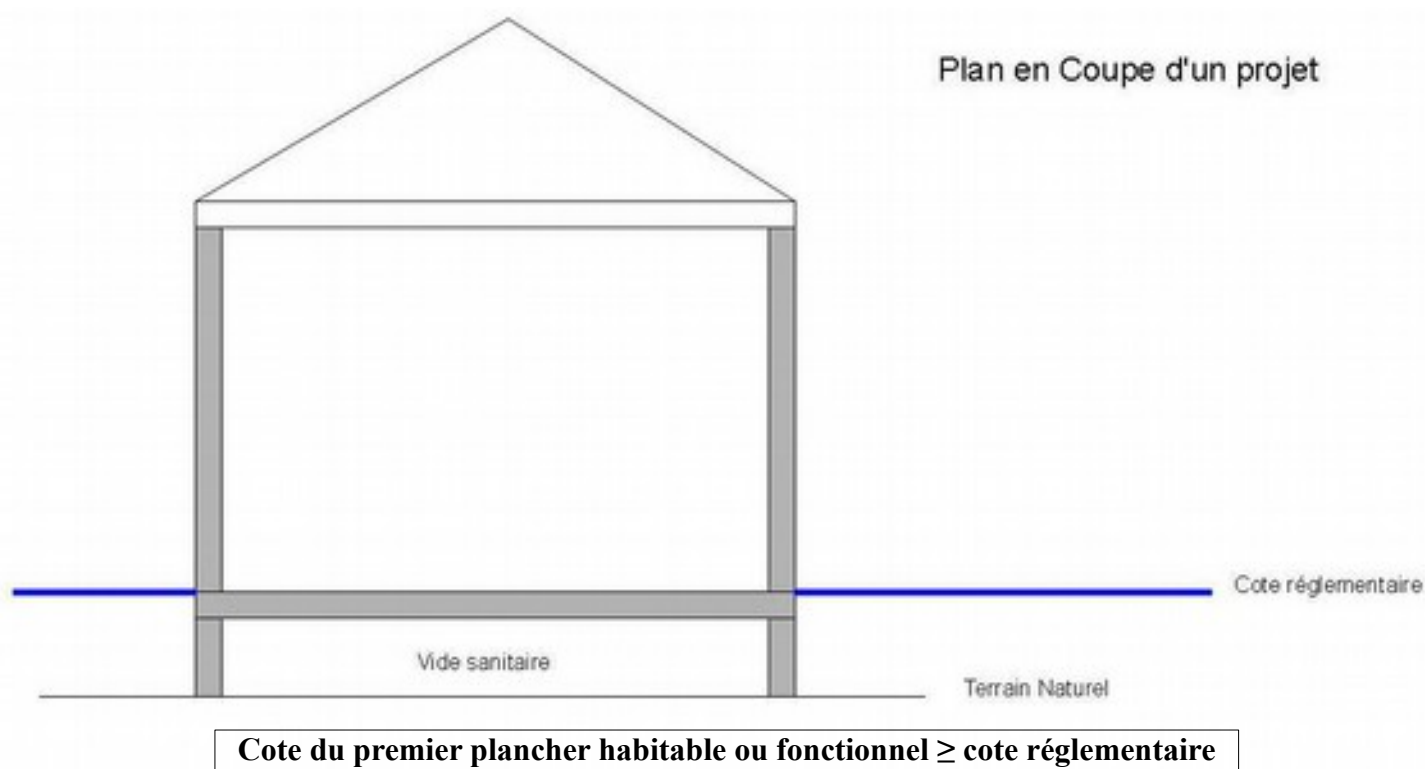 Plan en Coupe d'un projet
Cote réglementaire
Vide sanitaire
Terrain Naturel
Cote du premier plancher habitable ou fonctionnel ≥ cote réglementaire